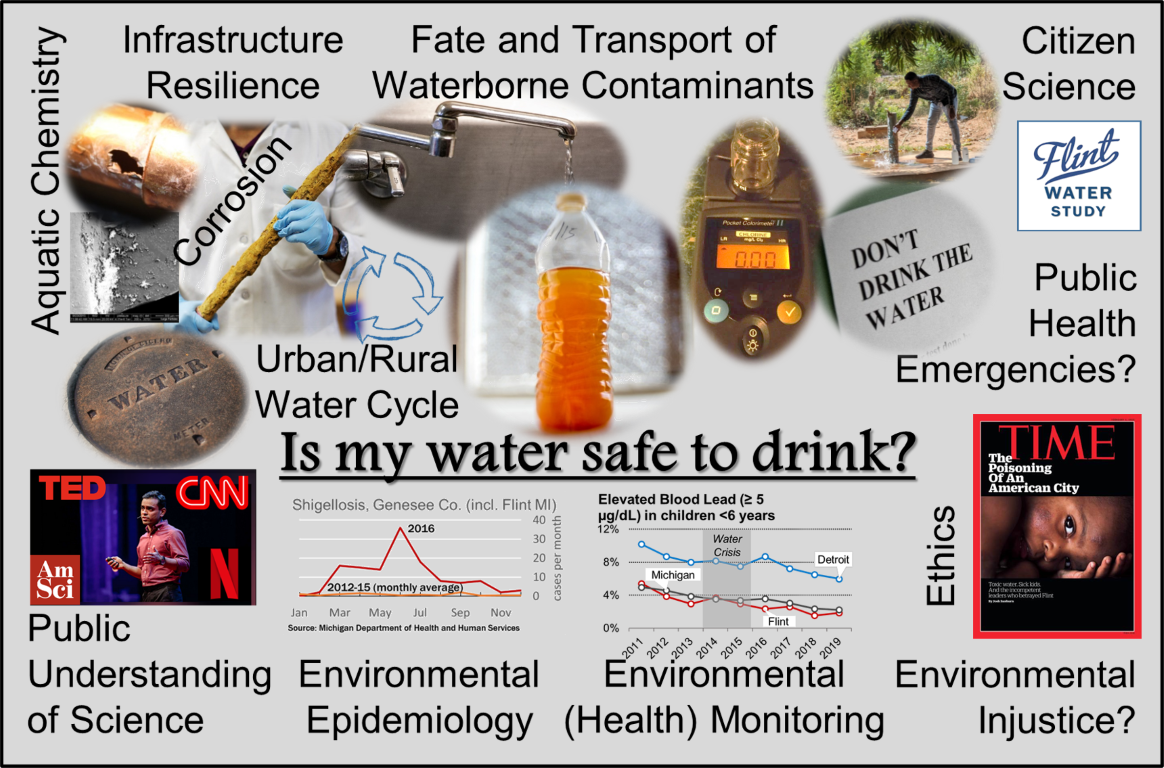 Infrastructure
Resilience
Fate and Transport of
Waterborne Contaminants
Citizen
Science
Aquatic Chemistry
Corrosion
Flint
WATER
STUDY
Pocket Colorimeter II
CHLORINE
LR
mg/L Cl₂
HR
0.00
DON'T
DRINK THE
WATER
Public
Health
Emergencies?
Urban/Rural
Water Cycle
WATER
METER
Is my water safe to drink?
TED
CNN
Am
Sci
N
Public
Understanding
of Science
Shigellosis, Genesee Co. (incl. Flint MI)
40
30
20
10
0
cases per month
2016
2012-15 (monthly average)
Jan Mar May Jul Sep Nov
Source: Michigan Department of Health and Human Services
Environmental
Epidemiology
Elevated Blood Lead (≥ 5
µg/dL) in children <6 years
12%
8%
4%
0%
Water
Crisis
Detroit
Michigan
Flint
2011 2012 2013 2014 2015 2016 2017 2018 2019
Environmental
(Health) Monitoring
Ethics
TIME
The
Poisoning
Of An
American City
Toxic water. Sick kids.
And the incompetent
leaders who betrayed Flint
Environmental
Injustice?